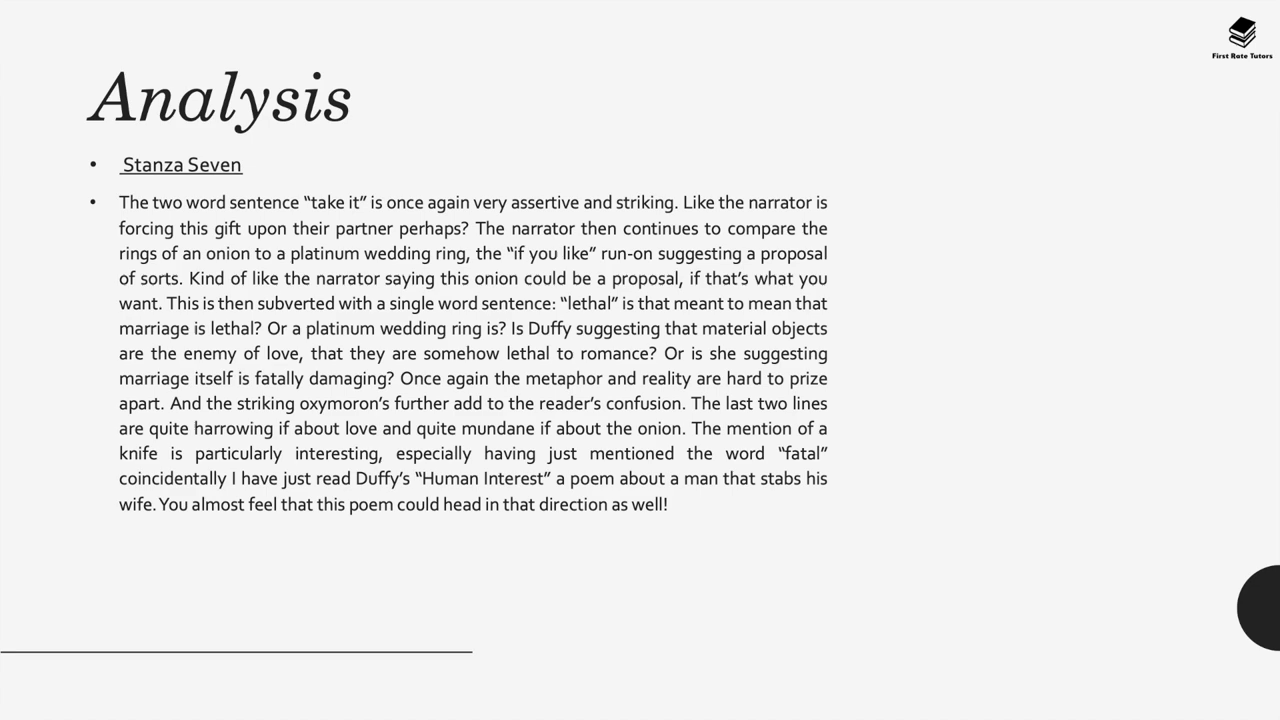 First Rate Tutors
Analysis
• Stanza Seven
• The two word sentence “take it” is once again very assertive and striking. Like the narrator is
forcing this gift upon their partner perhaps? The narrator then continues to compare the
rings of an onion to a platinum wedding ring, the “if you like” run-on suggesting a proposal
of sorts. Kind of like the narrator saying this onion could be a proposal, if that’s what you
want. This is then subverted with a single word sentence: “lethal” is that meant to mean that
marriage is lethal? Or a platinum wedding ring is? Is Duffy suggesting that material objects
are the enemy of love, that they are somehow lethal to romance? Or is she suggesting
marriage itself is fatally damaging? Once again the metaphor and reality are hard to prize
apart. And the striking oxymoron’s further add to the reader’s confusion. The last two lines
are quite harrowing if about love and quite mundane if about the onion. The mention of a
knife is particularly interesting, especially having just mentioned the word “fatal”
coincidentally I have just read Duffy’s “Human Interest” a poem about a man that stabs his
wife. You almost feel that this poem could head in that direction as well!